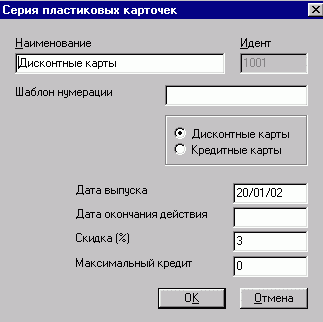 Серия пластиковых карточек
Наименование Идент
Дисконтные карты 1001
Шаблон нумерации
Дисконтные карты
Кредитные карты
Дата выпуска 20/01/02
Дата окончания действия
Скидка (%) 3
Максимальный кредит 0
OK Отмена